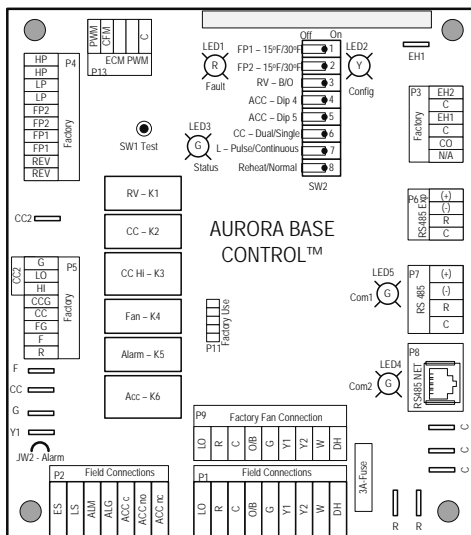 PWM
CFM
C
ECM PWM
P13
HP
HP
LP
LP
FP2
FP2
FP1
FP1
REV
REV
P4
Factory
LED1
R
Fault
SW1 Test
LED3
G
Status
Off
On
FP1 – 15ºF/30ºF
1
FP2 – 15ºF/30ºF
2
RV – B/O
3
ACC – Dip 4
4
ACC – Dip 5
5
CC – Dual/Single
6
L – Pulse/Continuous
7
Reheat/Normal
8
SW2
LED2
Y
Config
EH1
P3
Factory
EH2
C
EH1
C
CO
N/A
P6
RS485 Exp
(+)
(-)
R
C
CC2
RV – K1
CC – K2
CC Hi – K3
Fan – K4
Alarm – K5
Acc – K6
AURORA BASE
CONTROL™
Factory Use
P11
CC2
G
LO
HI
CCG
CC
FG
F
R
P5
Factory
LED5
Com1
G
P7
RS 485
(+)
(-)
R
C
LED4
Com2
G
P8
RS485 NET
F
CC
G
Y1
JW2 - Alarm
P9
Factory Fan Connection
LO
R
C
O/B
G
Y1
Y2
W
DH
3A-Fuse
C
C
C
P2
Field Connections
ES
LS
ALM
ALG
ACC c
ACC no
ACC nc
P1
Field Connections
LO
R
C
O/B
G
Y1
Y2
W
DH
R
R